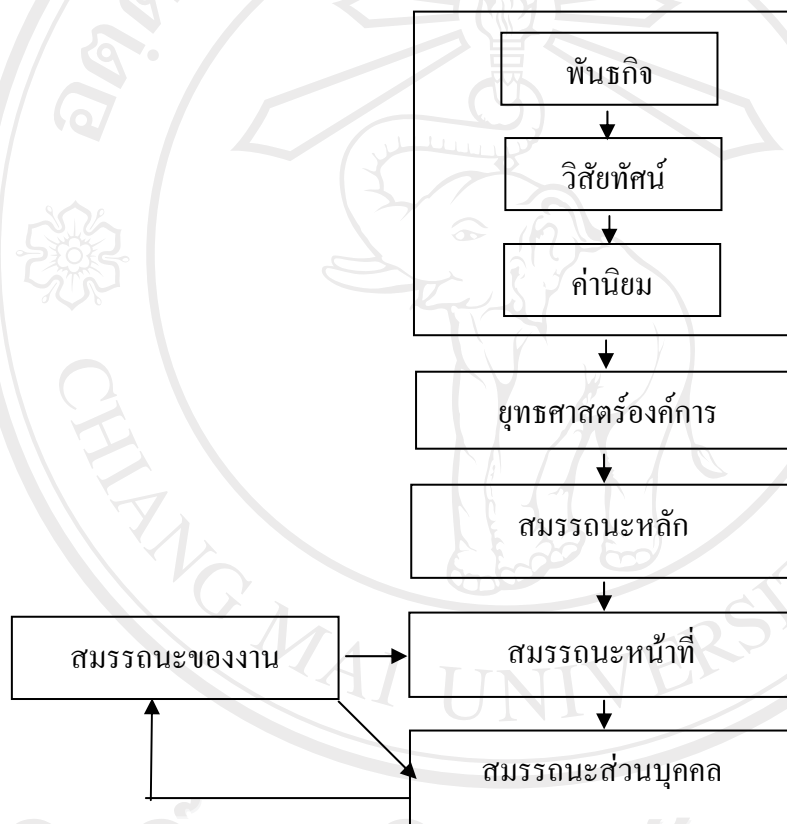 พันธกิจ
วิสัยทัศน์
ค่านิยม
ยุทธศาสตร์องค์การ
สมรรถนะหลัก
สมรรถนะของงาน
สมรรถนะหน้าที่
สมรรถนะส่วนบุคคล
CHIANG MAI UNIVERSI